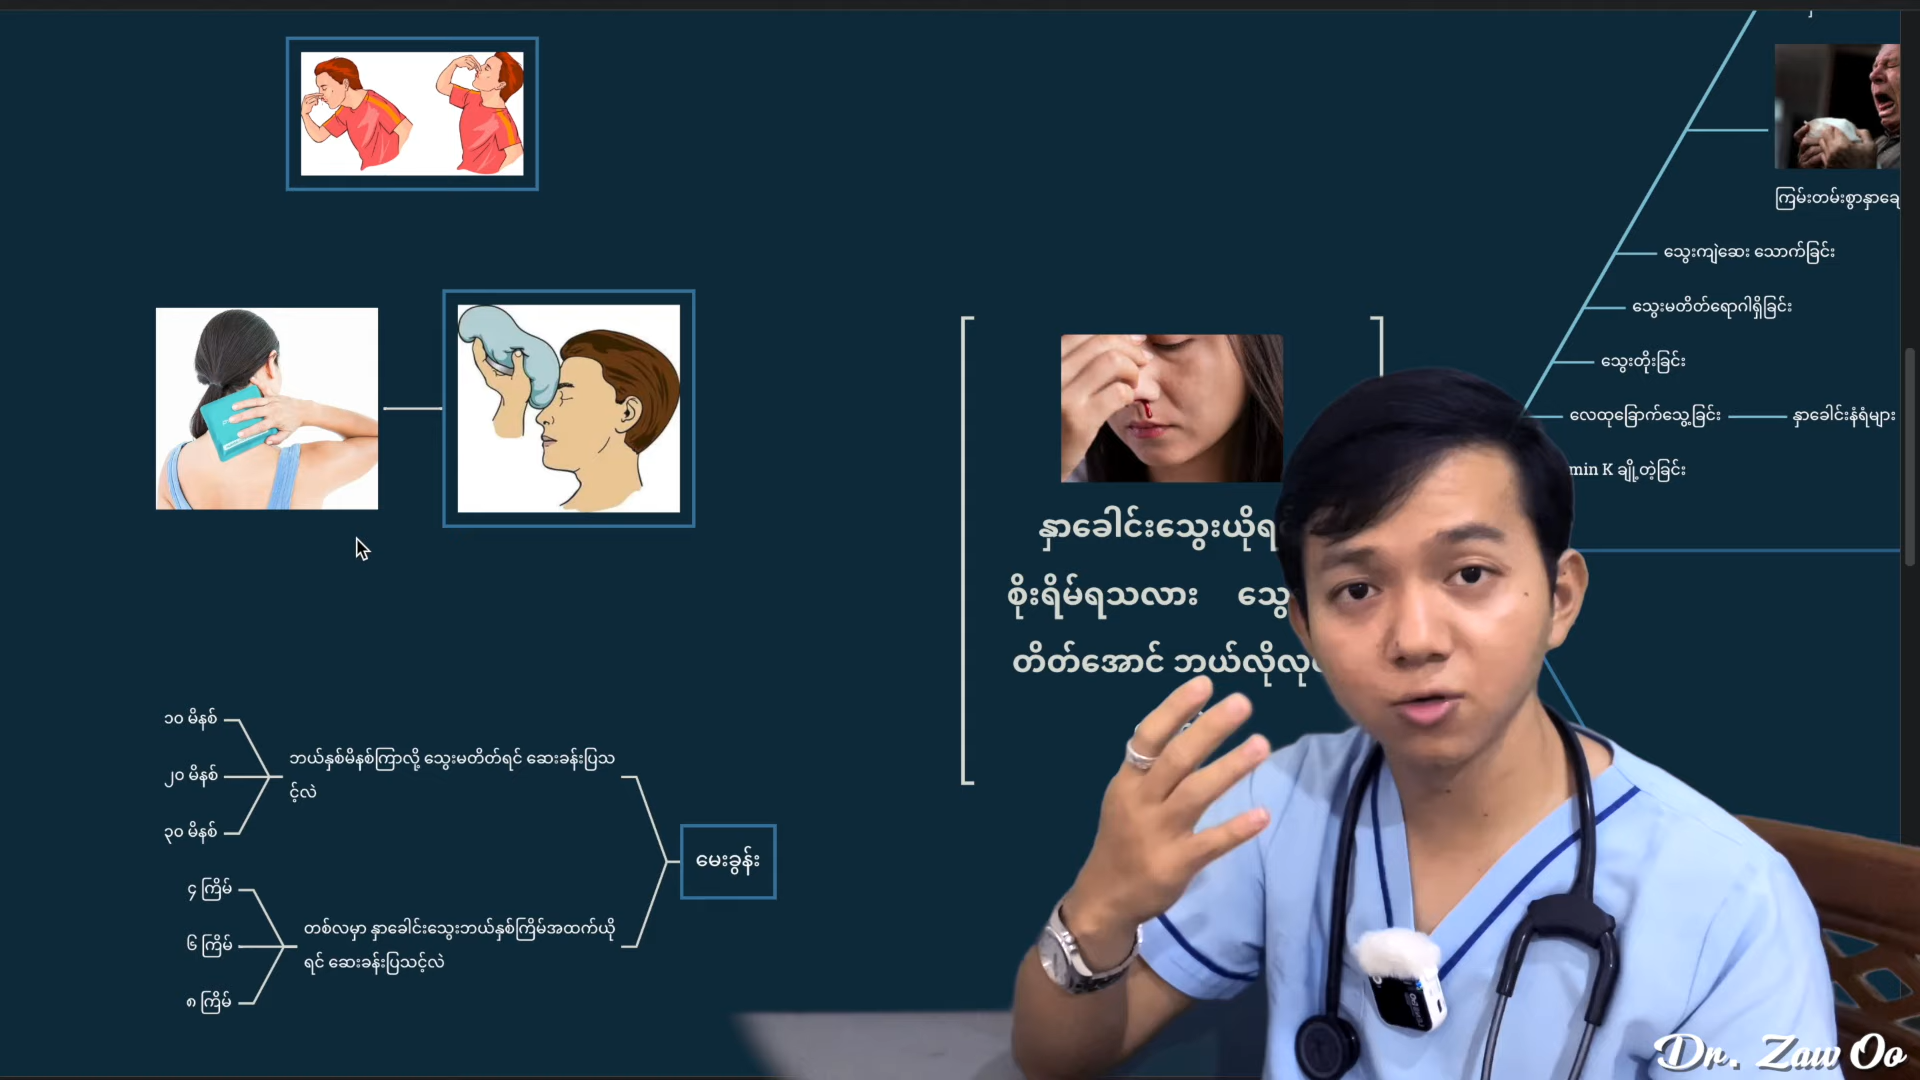 ကြမ်းတမ်းစွာနှာချေ
သွေးကျဲဆေး သောက်ခြင်း
သွေးမတိတ်ရောဂါရှိခြင်း
သွေးတိုးခြင်း
လေထုခြောက်သွေ့ခြင်း
နှာခေါင်းနံရံများ
min K ချို့တဲ့ခြင်း
နှာခေါင်းသွေးယိုရ
စိုးရိမ်ရသလား သွေ
တိတ်အောင် ဘယ်လိုလု
၁၀ မိနစ်
၂၀ မိနစ်
၃၀ မိနစ်
ဘယ်နှစ်မိနစ်ကြာလို့ သွေးမတိတ်ရင် ဆေးခန်းပြသ
င့်လဲ
မေးခွန်း
၄ ကြိမ်
၆ ကြိမ်
၈ ကြိမ်
တစ်လမှာ နှာခေါင်းသွေးဘယ်နှစ်ကြိမ်အထက်ယို
ရင် ဆေးခန်းပြသင့်လဲ
Dr. Zaw Oo